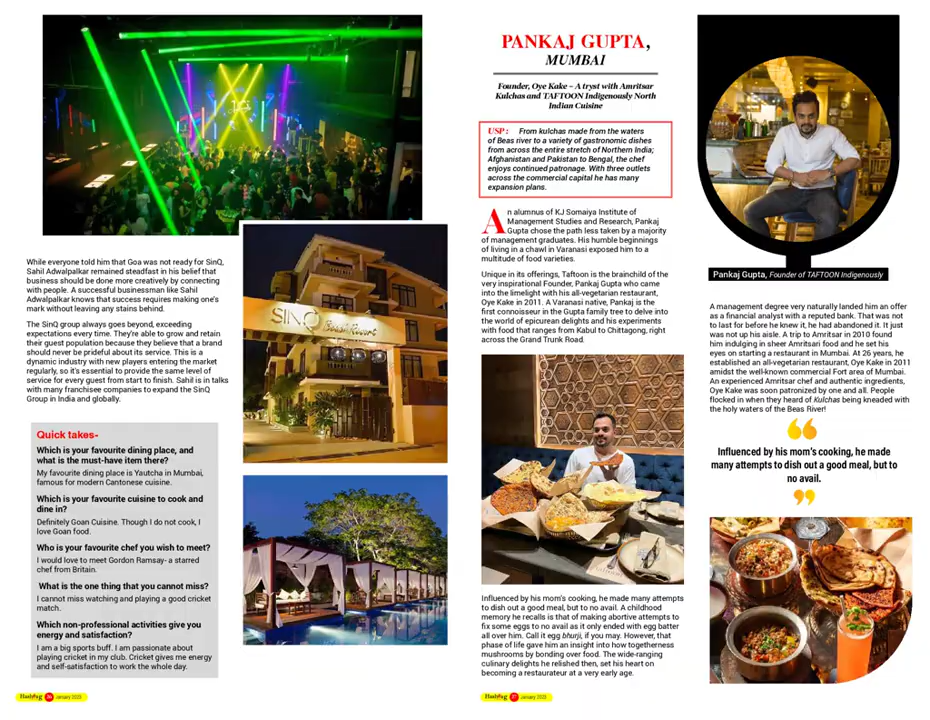 While everyone told him that Goa was not ready for SinQ,
Sahil Adwalpalkar remained steadfast in his belief that
business should be done more creatively by connecting
with people. A successful businessman like Sahil
Adwalpalkar knows that success requires making one's
mark without leaving any stains behind.
The SinQ group always goes beyond, exceeding
expectations every time. They're able to grow and retain
their guest population because they believe that a brand
should never be prideful about its service. This is a
dynamic industry with new players entering the market
regularly, so it's essential to provide the same level of
service for every guest from start to finish. Sahil is in talks
with many franchisee companies to expand the SinQ
Group in India and globally.
Quick takes-
Which is your favourite dining place, and
what is the must-have item there?
My favourite dining place is Yautcha in Mumbai,
famous for modern Cantonese cuisine.
Which is your favourite cuisine to cook and
dine in?
Definitely Goan Cuisine. Though I do not cook, I
love Goan food.
Who is your favourite chef you wish to meet?
I would love to meet Gordon Ramsay- a starred
chef from Britain.
What is the one thing that you cannot miss?
I cannot miss watching and playing a good cricket
match.
Which non-professional activities give you
energy and satisfaction?
I am a big sports buff. I am passionate about
playing cricket in my club. Cricket gives me energy
and self-satisfaction to work the whole day.
SINQ Beach Resort
36 January 2023
PANKAJ GUPTA,
MUMBAI
Founder, Oye Kake – A tryst with Amritsar
Kulchas and TAFTOON Indigenously North
Indian Cuisine
USP: From kulchas made from the waters
of Beas river to a variety of gastronomic dishes
from across the entire stretch of Northern India;
Afghanistan and Pakistan to Bengal, the chef
enjoys continued patronage. With three outlets
across the commercial capital he has many
expansion plans.
An alumnus of KJ Somaiya Institute of
Management Studies and Research, Pankaj
Gupta chose the path less taken by a majority
of management graduates. His humble beginnings
of living in a chawl in Varanasi exposed him to a
multitude of food varieties.
Unique in its offerings, Taftoon is the brainchild of the
very inspirational Founder, Pankaj Gupta who came
into the limelight with his all-vegetarian restaurant,
Oye Kake in 2011. A Varanasi native, Pankaj is the
first connoisseur in the Gupta family tree to delve into
the world of epicurean delights and his experiments
with food that ranges from Kabul to Chittagong, right
across the Grand Trunk Road.
Influenced by his mom's cooking, he made many attempts
to dish out a good meal, but to no avail. A childhood
memory he recalls is that of making abortive attempts to
fix some eggs to no avail as it only ended with egg batter
all over him. Call it egg bhurji, if you may. However, that
phase of life gave him an insight into how togetherness
mushrooms by bonding over food. The wide-ranging
culinary delights he relished then, set his heart on
becoming a restaurateur at a very early age.
37 January 2023
Pankaj Gupta, Founder of TAFTOON Indigenously
A management degree very naturally landed him an offer
as a financial analyst with a reputed bank. That was not
to last for before he knew it, he had abandoned it. It just
was not up his aisle. A trip to Amritsar in 2010 found
him indulging in sheer Amritsari food and he set his
eyes on starting a restaurant in Mumbai. At 26 years, he
established an all-vegetarian restaurant, Oye Kake in 2011
amidst the well-known commercial Fort area of Mumbai.
An experienced Amritsar chef and authentic ingredients,
Oye Kake was soon patronized by one and all. People
flocked in when they heard of Kulchas being kneaded with
the holy waters of the Beas River!
Influenced by his mom's cooking, he made
many attempts to dish out a good meal, but to
no avail.